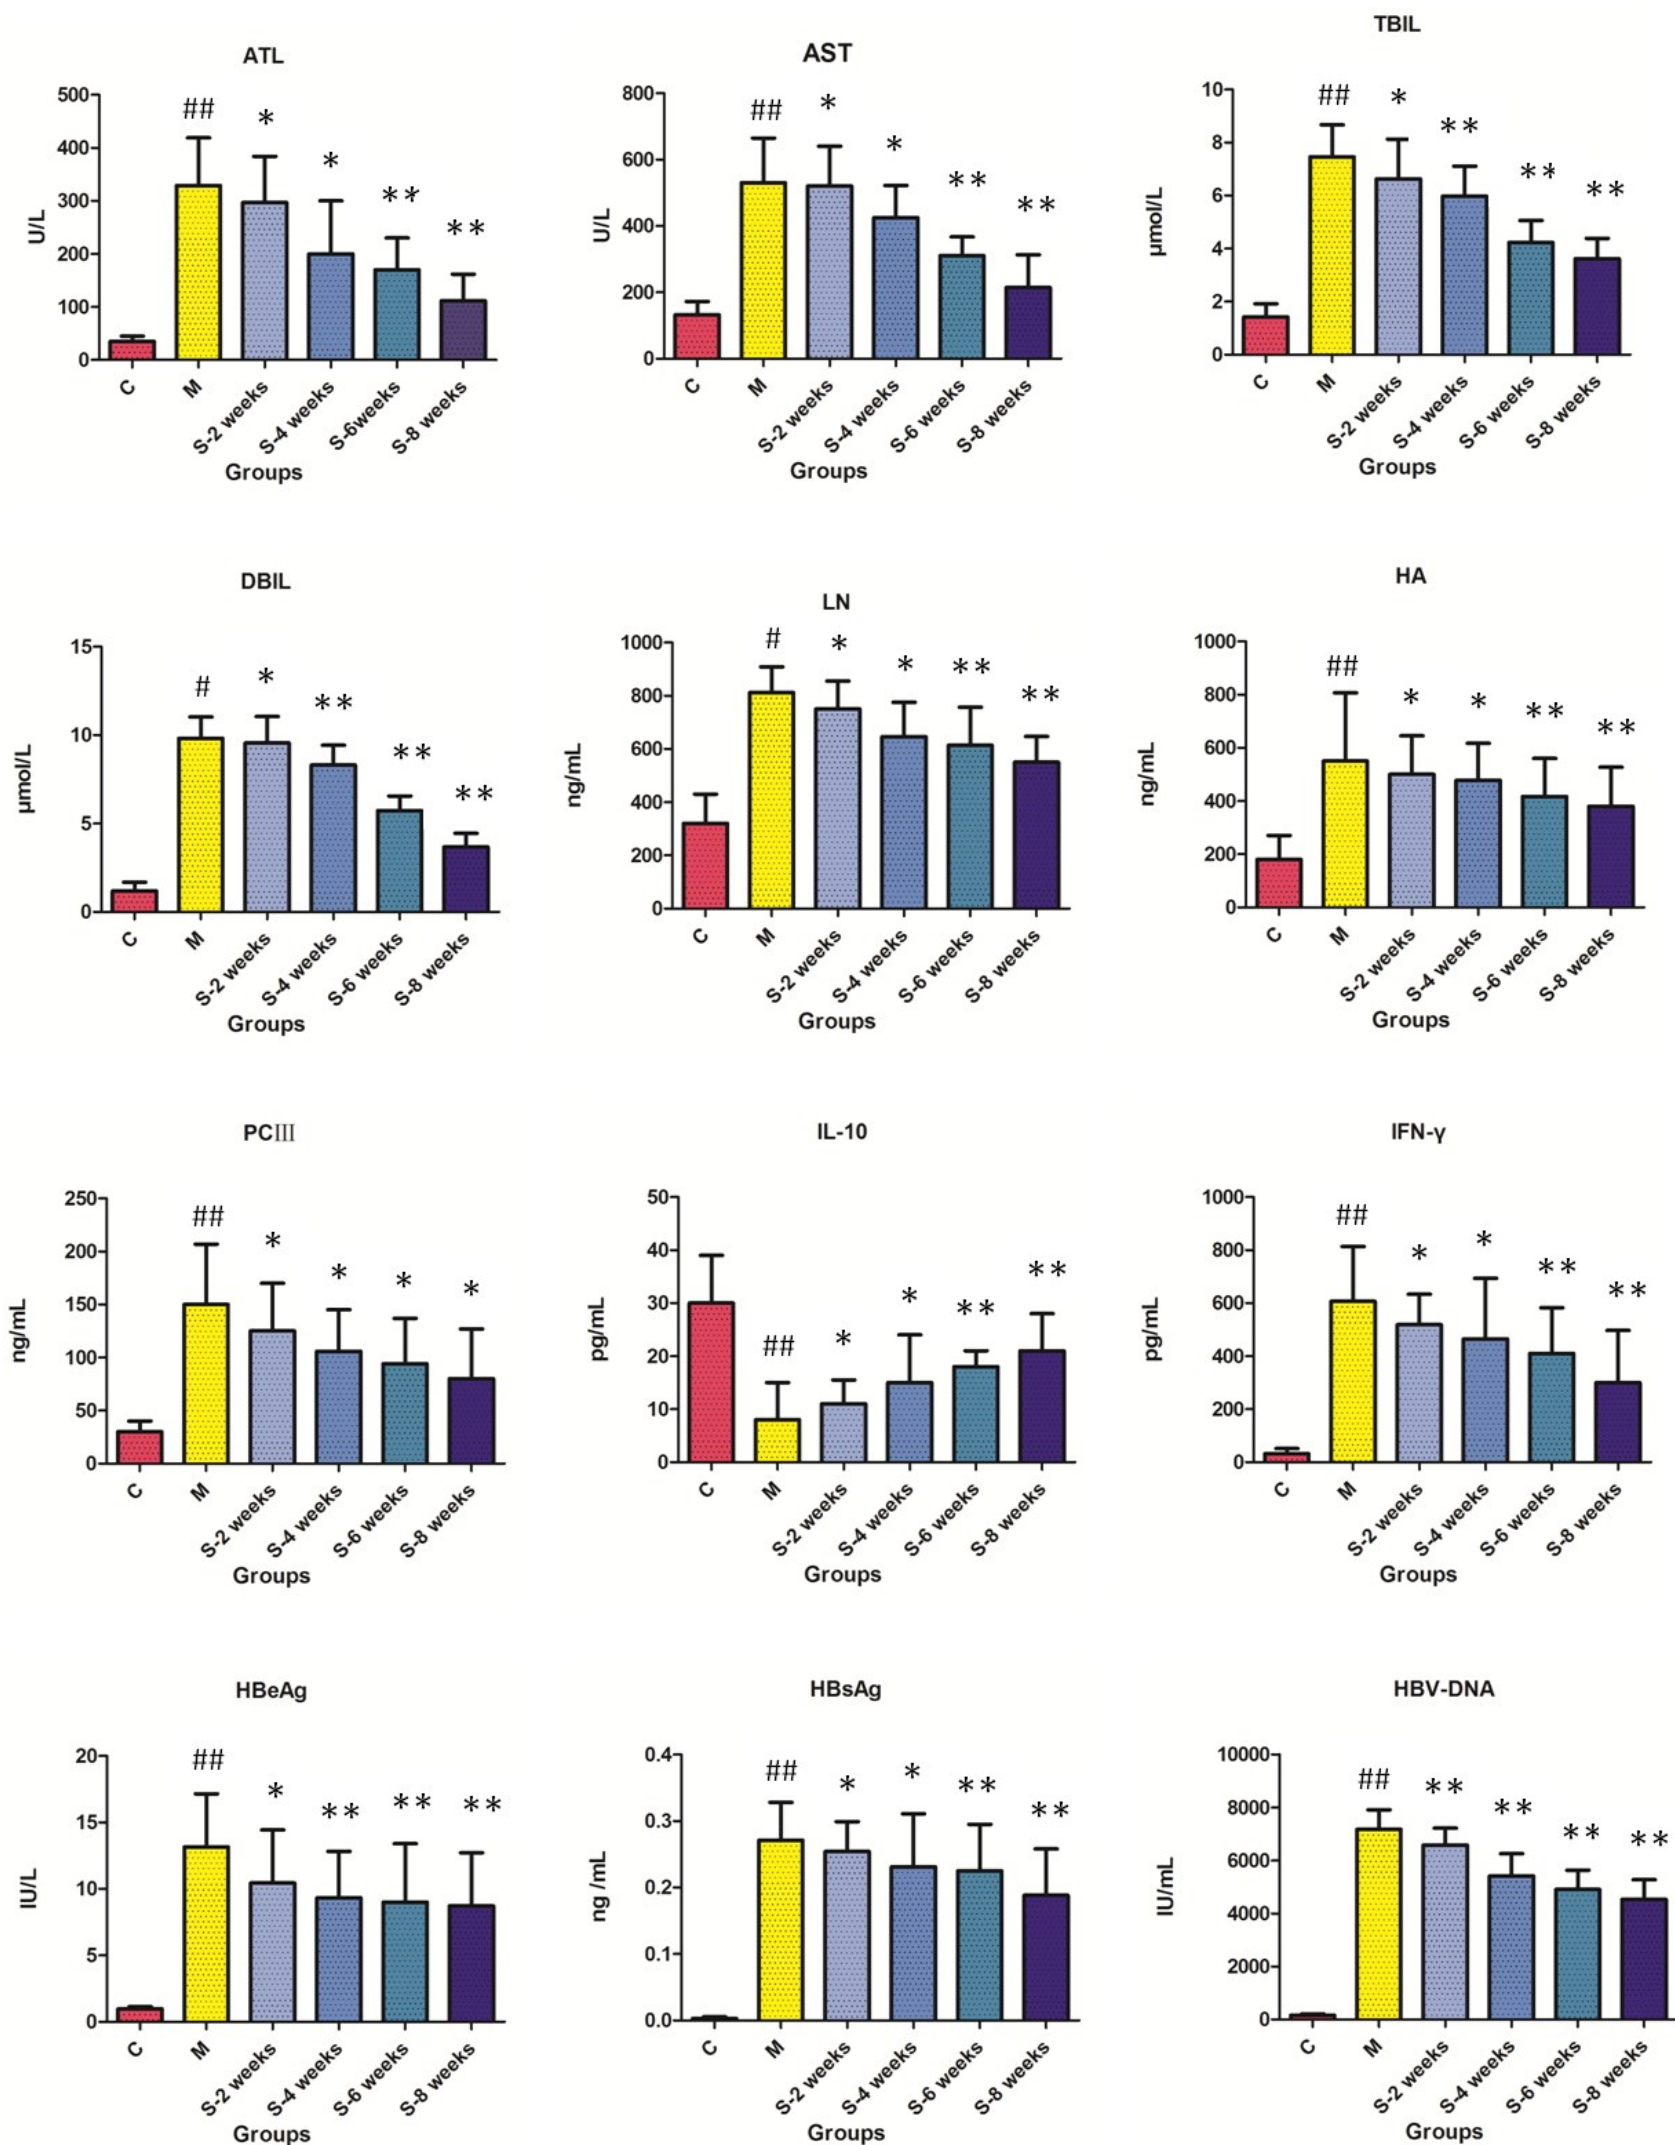 ATL
500
400
300
200
100
0
U/L
##
*
*
**
**
C
M
S-2 weeks
S-4 weeks
S-6weeks
S-8 weeks
Groups
AST
800
600
400
200
0
U/L
##
*
*
**
**
C
M
S-2 weeks
S-4 weeks
S-6 weeks
S-8 weeks
Groups
TBIL
10
8
6
4
2
0
μmol/L
##
*
**
**
**
C
M
S-2 weeks
S-4 weeks
S-6 weeks
S-8 weeks
Groups
DBIL
15
10
5
0
μmol/L
#
*
**
**
**
C
M
S-2 weeks
S-4 weeks
S-6 weeks
S-8 weeks
Groups
LN
1000
800
600
400
200
0
ng/mL
#
*
*
**
**
C
M
S-2 weeks
S-4 weeks
S-6 weeks
S-8 weeks
Groups
HA
1000
800
600
400
200
0
ng/mL
##
*
*
**
**
C
M
S-2 weeks
S-4 weeks
S-6 weeks
S-8 weeks
Groups
PCⅢ
250
200
150
100
50
0
ng/mL
##
*
*
*
*
C
M
S-2 weeks
S-4 weeks
S-6 weeks
S-8 weeks
Groups
IL-10
50
40
30
20
10
0
pg/mL
##
*
*
**
**
C
M
S-2 weeks
S-4 weeks
S-6 weeks
S-8 weeks
Groups
IFN-γ
1000
800
600
400
200
0
pg/mL
##
*
*
**
**
C
M
S-2 weeks
S-4 weeks
S-6 weeks
S-8 weeks
Groups
HBeAg
20
15
10
5
0
IU/L
##
*
**
**
**
C
M
S-2 weeks
S-4 weeks
S-6 weeks
S-8 weeks
Groups
HBsAg
0.4
0.3
0.2
0.1
0.0
ng /mL
##
*
*
**
**
C
M
S-2 weeks
S-4 weeks
S-6 weeks
S-8 weeks
Groups
HBV-DNA
10000
8000
6000
4000
2000
0
IU/mL
##
**
**
**
**
C
M
S-2 weeks
S-4 weeks
S-6 weeks
S-8 weeks
Groups